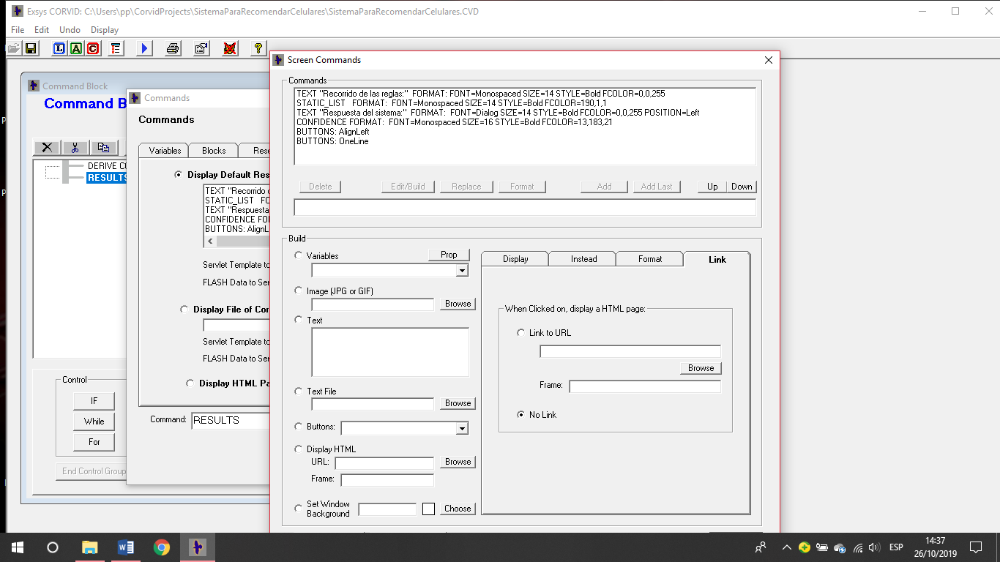 Exsys CORVID: C:\Users\pp\CorvidProjects\SistemaParaRecomendarCelulares\SistemaParaRecomendarCelulares.CVD
File Edit Undo Display
L A C ?
Command Block
Command B
DERIVE CO
RESULTS
Control
IF
While
For
End Control Group
Commands
Commands
Variables Blocks Res
Display Default Res
TEXT "Recorrido
STATIC_LIST FO
TEXT "Respuesta
CONFIDENCE FO
BUTTONS: AlignL
<
Servlet Template to
FLASH Data to Ser
Display File of Co
Servlet Template to
FLASH Data to Ser
Display HTML Pa
Command: RESULTS
Screen Commands
Commands
TEXT "Recorrido de las reglas:" FORMAT: FONT=Monospaced SIZE=14 STYLE=Bold FCOLOR=0,0,255
STATIC_LIST FORMAT: FONT=Monospaced SIZE=14 STYLE=Bold FCOLOR=190,1,1
TEXT "Respuesta del sistema:" FORMAT: FONT=Dialog SIZE=14 STYLE=Bold FCOLOR=0,0,255 POSITION=Left
CONFIDENCE FORMAT: FONT=Monospaced SIZE=16 STYLE=Bold FCOLOR=13,183,21
BUTTONS: AlignLeft
BUTTONS: OneLine
Delete Edit/Build Replace Format Add Add Last Up Down
Build
Variables Prop
Image (JPG or GIF)
Browse
Text
Text File
Browse
Buttons:
Display HTML
URL: Browse
Frame:
Set Window
Background Choose
Display Instead Format Link
When Clicked on, display a HTML page:
Link to URL
Browse
Frame:
No Link
ESP
14:37
26/10/2019